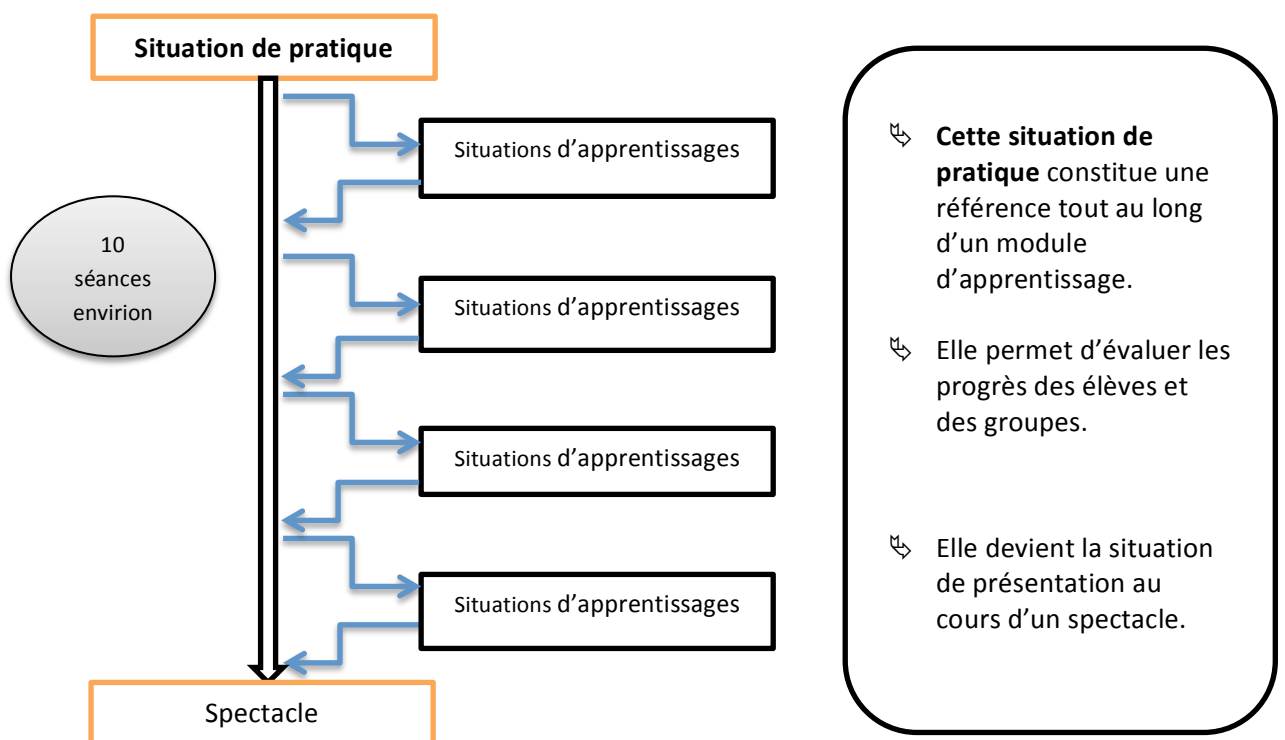 Situation de pratique
Situations d’apprentissages
10
séances
envirion
Situations d’apprentissages
Situations d’apprentissages
Situations d’apprentissages
Spectacle
Cette situation de
pratique constitue une
référence tout au long
d’un module
d’apprentissage.
Elle permet d’évaluer les
progrès des élèves et
des groupes.
Elle devient la situation
de présentation au
cours d’un spectacle.